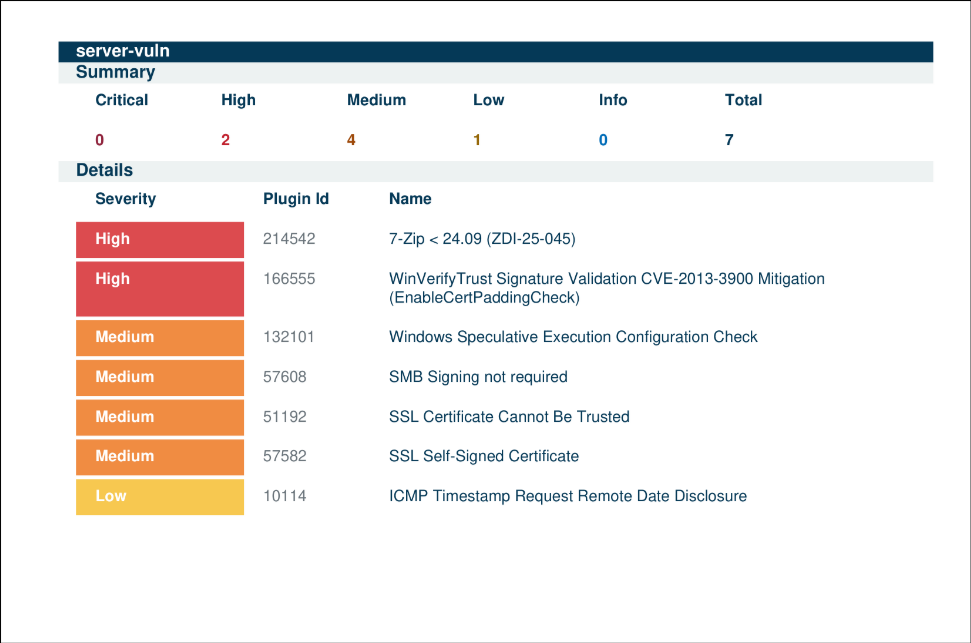 server-vuln
Summary
Critical High Medium Low Info Total
0 2 4 1 0 7
Details
Severity Plugin Id Name
High 214542 7-Zip < 24.09 (ZDI-25-045)
High 166555 WinVerifyTrust Signature Validation CVE-2013-3900 Mitigation
(EnableCertPaddingCheck)
Medium 132101 Windows Speculative Execution Configuration Check
Medium 57608 SMB Signing not required
Medium 51192 SSL Certificate Cannot Be Trusted
Medium 57582 SSL Self-Signed Certificate
Low 10114 ICMP Timestamp Request Remote Date Disclosure